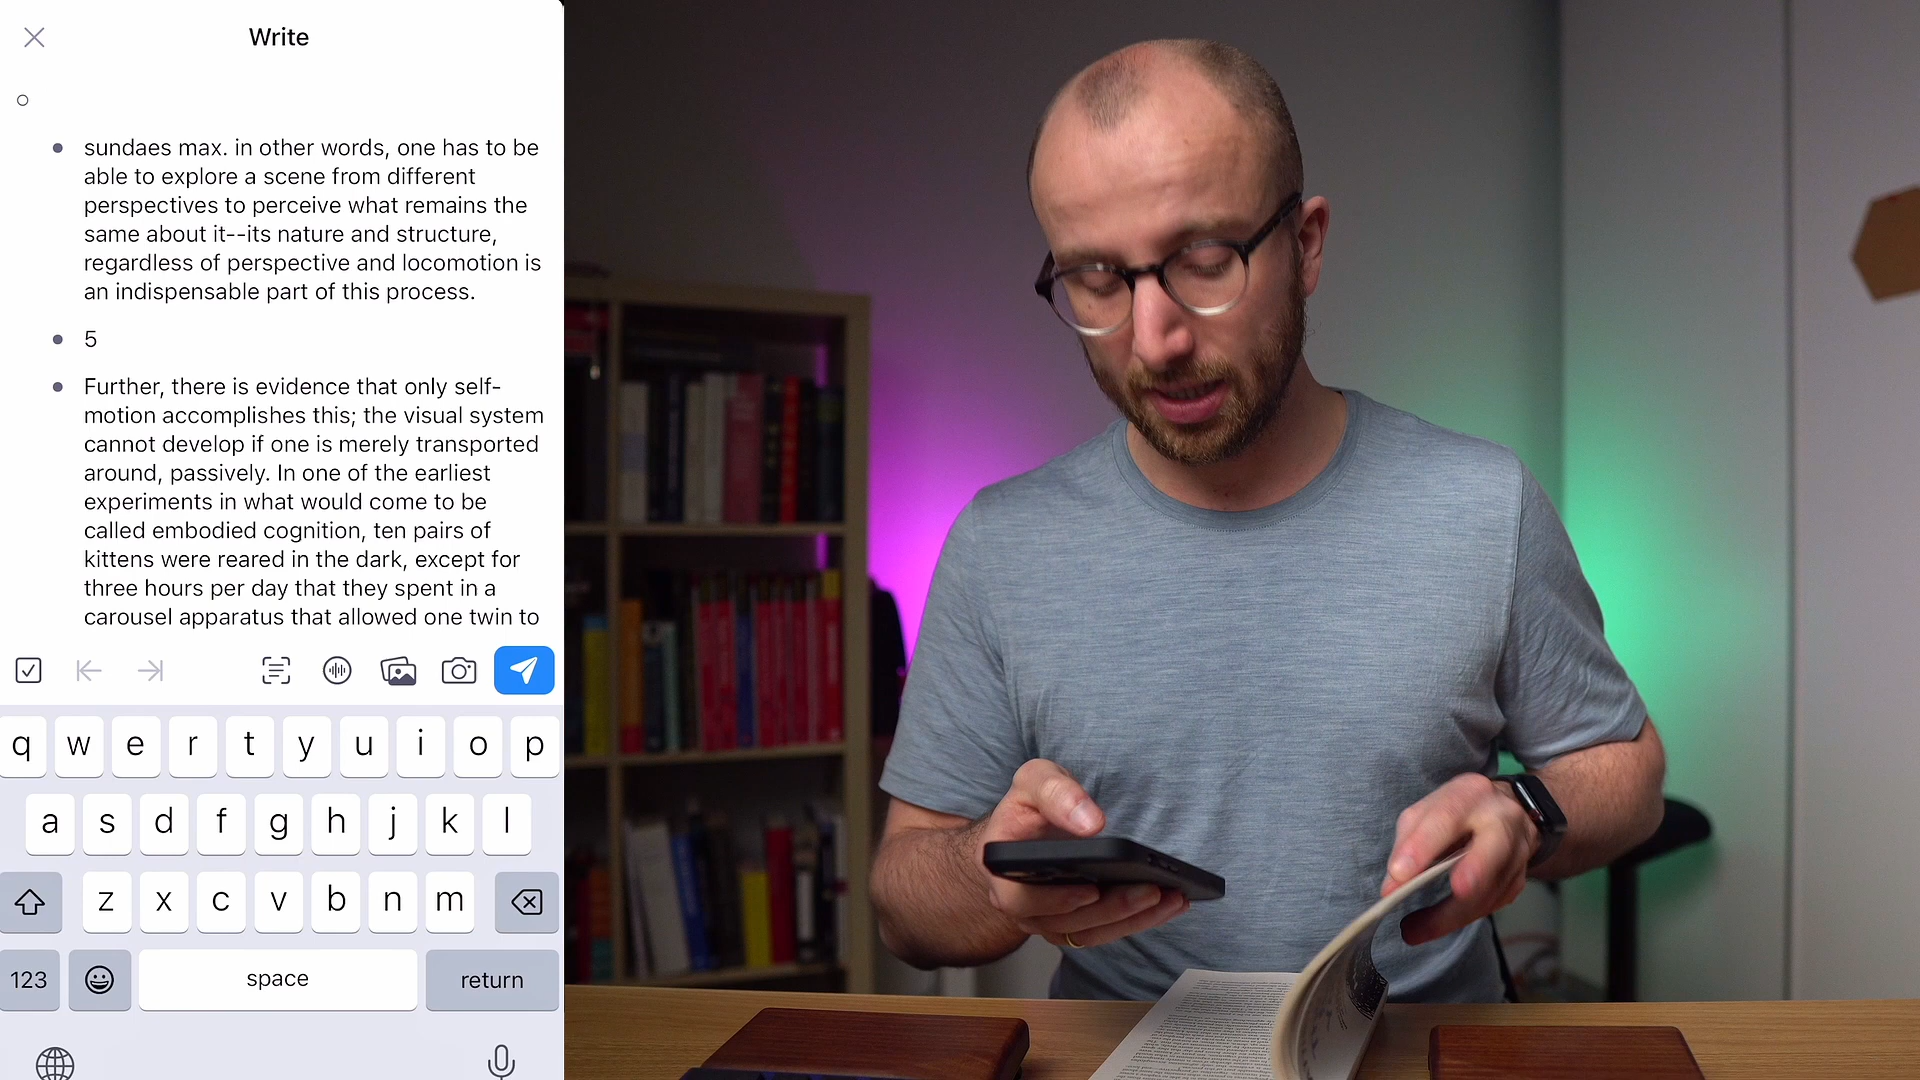 Write
sundaes max. in other words, one has to be
able to explore a scene from different
perspectives to perceive what remains the
same about it--its nature and structure,
regardless of perspective and locomotion is
an indispensable part of this process.
5
Further, there is evidence that only self-
motion accomplishes this; the visual system
cannot develop if one is merely transported
around, passively. In one of the earliest
experiments in what would come to be
called embodied cognition, ten pairs of
kittens were reared in the dark, except for
three hours per day that they spent in a
carousel apparatus that allowed one twin to
q w e r t y u i o p
a s d f g h j k l
z x c v b n m
123 space return